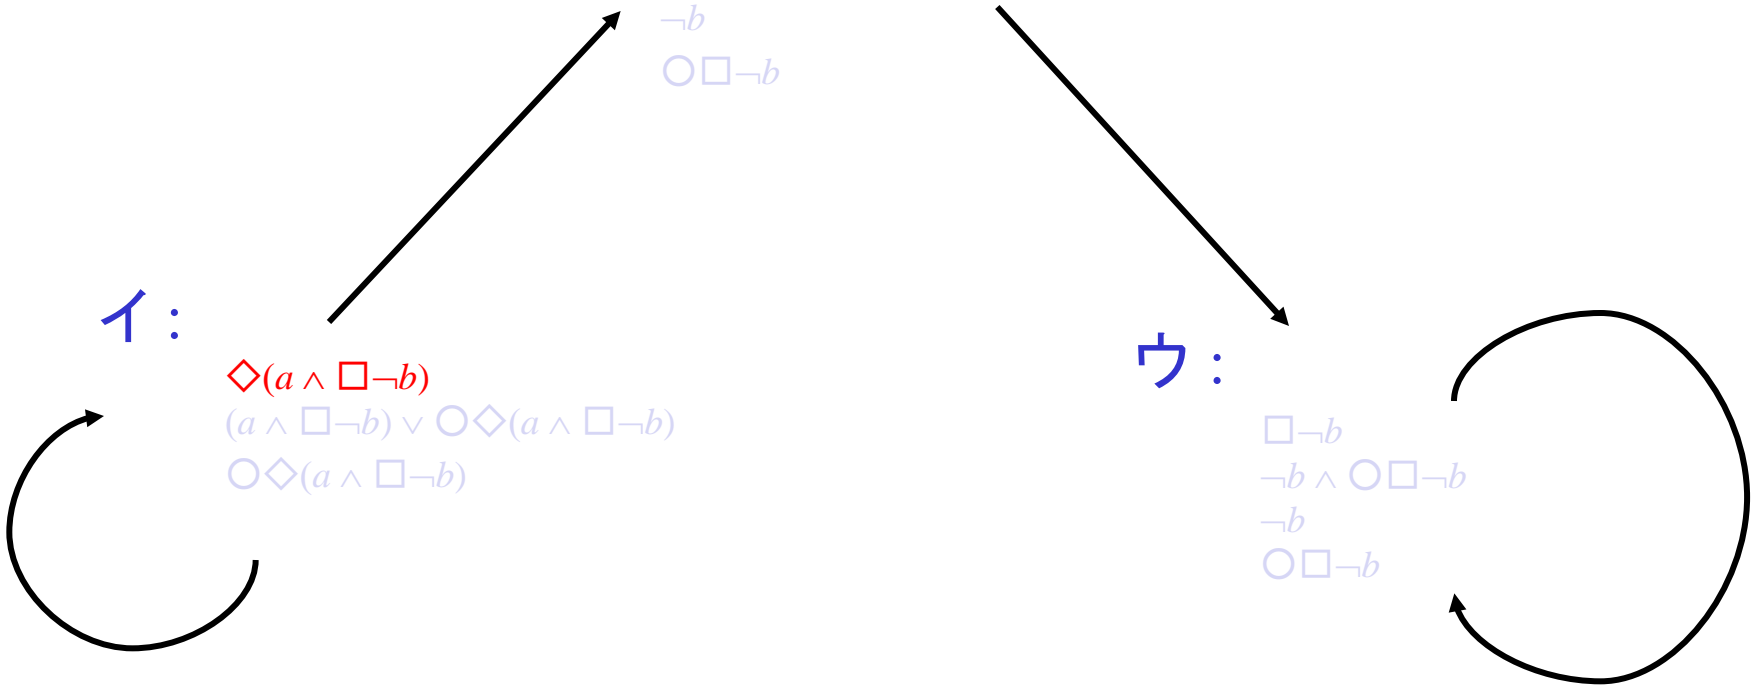 ¬b
○□¬b
イ:
◇(a ∧ □¬b)
(a ∧ □¬b) ∨ ○◇(a ∧ □¬b)
○◇(a ∧ □¬b)
ウ:
□¬b
¬b ∧ ○□¬b
¬b
○□¬b